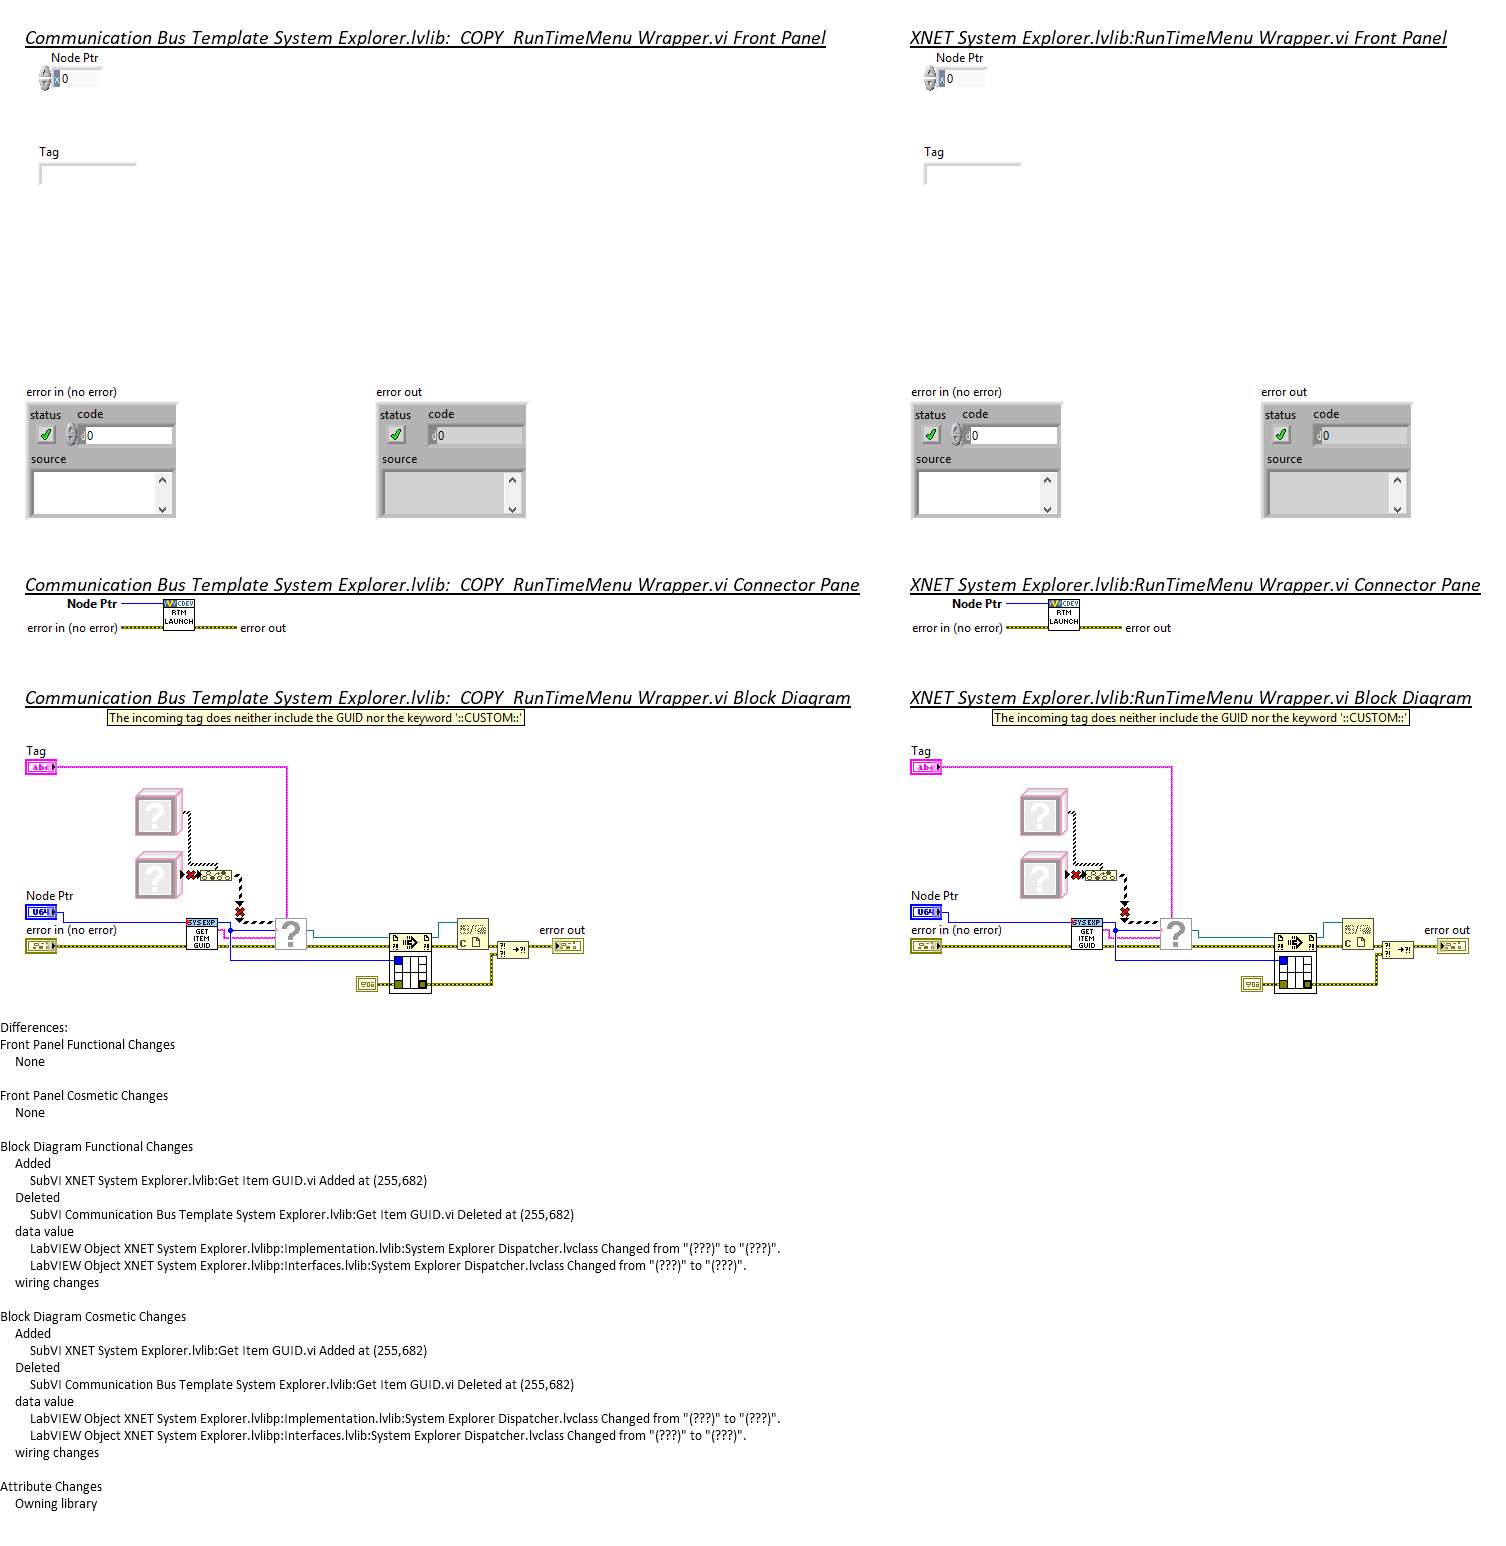 Communication Bus Template System Explorer.lvlib:  COPY  RunTimeMenu Wrapper.vi Front Panel
Node Ptr
x 0
Tag
error in (no error)
status code
d 0
source
error out
status code
d 0
source
XNET System Explorer.lvlib:RunTimeMenu Wrapper.vi Front Panel
Node Ptr
x 0
Tag
error in (no error)
status code
d 0
source
error out
status code
d 0
source
Communication Bus Template System Explorer.lvlib:  COPY  RunTimeMenu Wrapper.vi Connector Pane
Node Ptr
CDEV
RTM
LAUNCH
error in (no error)
error out
XNET System Explorer.lvlib:RunTimeMenu Wrapper.vi Connector Pane
Node Ptr
CDEV
RTM
LAUNCH
error in (no error)
error out
Communication Bus Template System Explorer.lvlib:  COPY  RunTimeMenu Wrapper.vi Block Diagram
The incoming tag does neither include the GUID nor the keyword '::CUSTOM::'
Tag
abc
?
?
Node Ptr
U64
error in (no error)
SYS EXP
GET
ITEM
GUID
?
error out
XNET System Explorer.lvlib:RunTimeMenu Wrapper.vi Block Diagram
The incoming tag does neither include the GUID nor the keyword '::CUSTOM::'
Tag
abc
?
?
Node Ptr
U64
error in (no error)
SYS EXP
GET
ITEM
GUID
?
error out
Differences:
Front Panel Functional Changes
None
Front Panel Cosmetic Changes
None
Block Diagram Functional Changes
Added
SubVI XNET System Explorer.lvlib:Get Item GUID.vi Added at (255,682)
Deleted
SubVI Communication Bus Template System Explorer.lvlib:Get Item GUID.vi Deleted at (255,682)
data value
LabVIEW Object XNET System Explorer.lvlibp:Implementation.lvlib:System Explorer Dispatcher.lvclass Changed from "(???)" to "(???)".
LabVIEW Object XNET System Explorer.lvlibp:Interfaces.lvlib:System Explorer Dispatcher.lvclass Changed from "(???)" to "(???)".
wiring changes
Block Diagram Cosmetic Changes
Added
SubVI XNET System Explorer.lvlib:Get Item GUID.vi Added at (255,682)
Deleted
SubVI Communication Bus Template System Explorer.lvlib:Get Item GUID.vi Deleted at (255,682)
data value
LabVIEW Object XNET System Explorer.lvlibp:Implementation.lvlib:System Explorer Dispatcher.lvclass Changed from "(???)" to "(???)".
LabVIEW Object XNET System Explorer.lvlibp:Interfaces.lvlib:System Explorer Dispatcher.lvclass Changed from "(???)" to "(???)".
wiring changes
Attribute Changes
Owning library